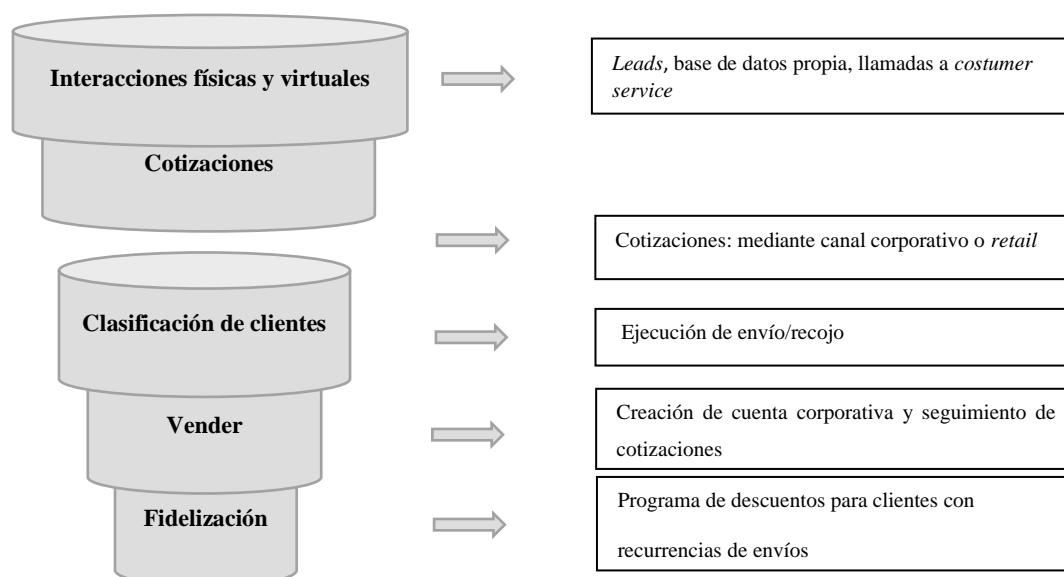 Interacciones físicas y virtuales
Leads, base de datos propia, llamadas a costumer
service
Cotizaciones
Cotizaciones: mediante canal corporativo o retail
Clasificación de clientes
Ejecución de envío/recojo
Vender
Creación de cuenta corporativa y seguimiento de
cotizaciones
Fidelización
Programa de descuentos para clientes con
recurrencias de envíos